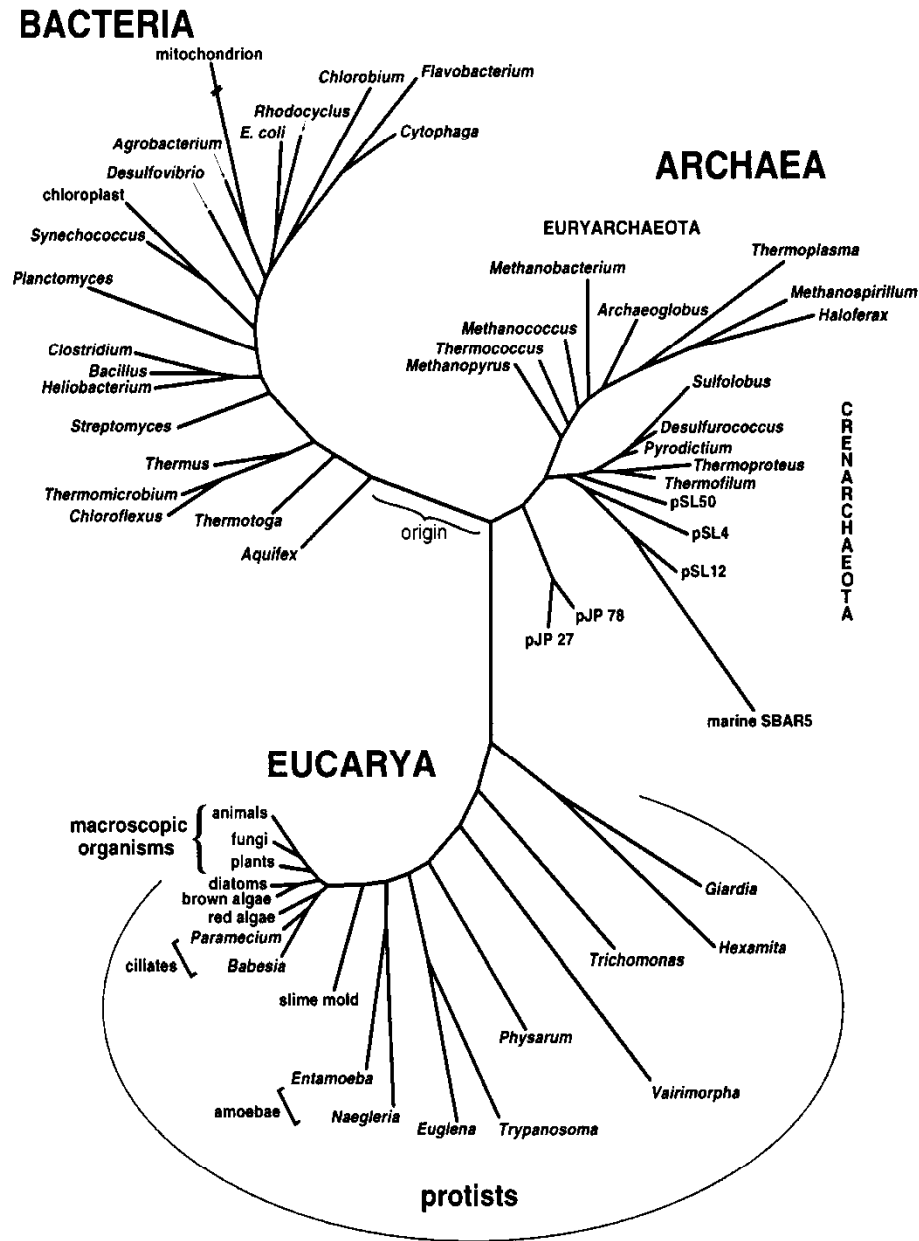 BACTERIA
mitochondrion
Chlorobium
Flavobacterium
Rhodocyclus
E. coli
Cytophaga
Agrobacterium
Desulfovibrio
chloroplast
Synechococcus
Planctomyces
Clostridium
Bacillus
Heliobacterium
Streptomyces
Thermus
Thermomicrobium
Chloroflexus
Thermotoga
Aquifex
origin
ARCHAEA
EURYARCHAEOTA
Methanobacterium
Thermoplasma
Archaeoglobus
Methanospirillum
Haloferax
Methanococcus
Thermococcus
Methanopyrus
Sulfolobus
Desulfurococcus
Pyrodictium
Thermoproteus
Thermofilum
pSL50
pSL4
pSL12
CRENARCHAEOTA
pJP 78
pJP 27
marine SBAR5
EUCARYA
macroscopic
organisms
animals
fungi
plants
diatoms
brown algae
red algae
Paramecium
ciliates
Babesia
slime mold
Entamoeba
amoebae
Naegleria
Euglena
Trypanosoma
Physarum
Vairimorpha
Trichomonas
Hexamita
Giardia
protists